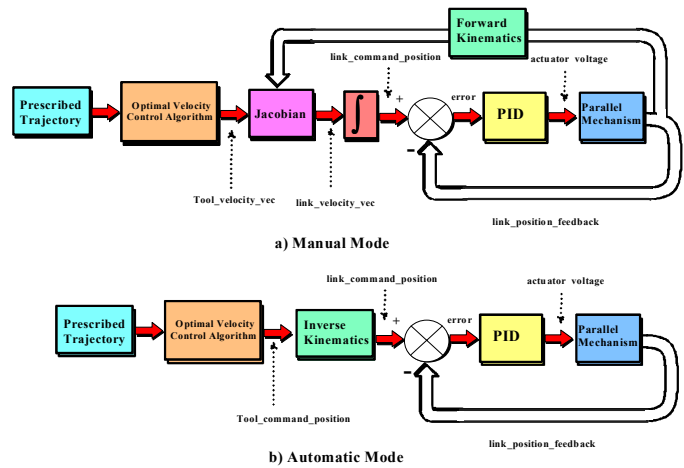 Forward
Kinematics
link_command_position
actuator voltage
Prescribed
Trajectory
Optimal Velocity
Control Algorithm
Jacobian
∫
+
-
error
PID
Parallel
Mechanism
Tool_velocity_vec
link_velocity_vec
link_position_feedback
a) Manual Mode
link_command_position
actuator voltage
Prescribed
Trajectory
Optimal Velocity
Control Algorithm
Inverse
Kinematics
+
-
error
PID
Parallel
Mechanism
Tool_command_position
link_position_feedback
b) Automatic Mode